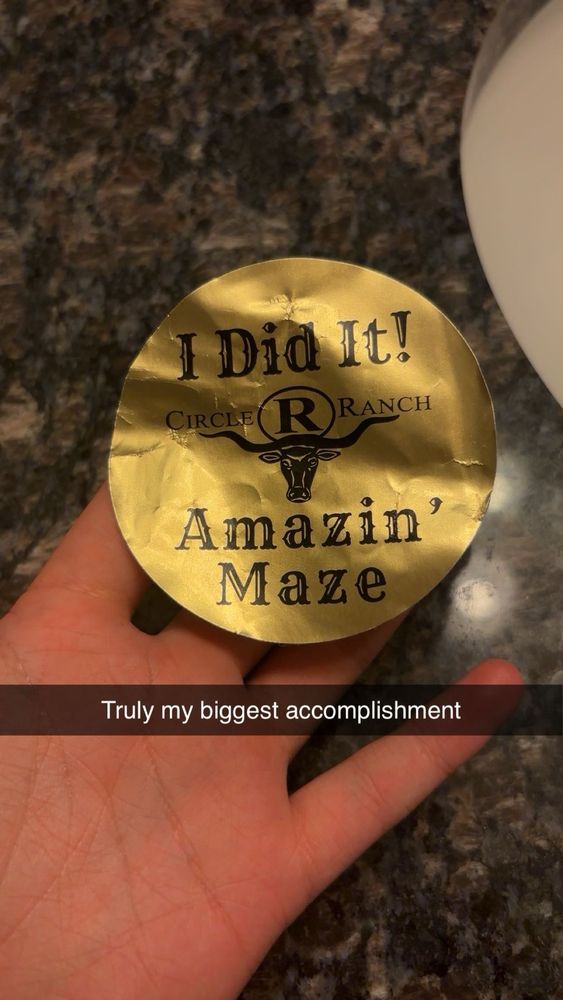 I Did It!
CIRCLE R RANCH
Amazin'
Maze
Truly my biggest accomplishment